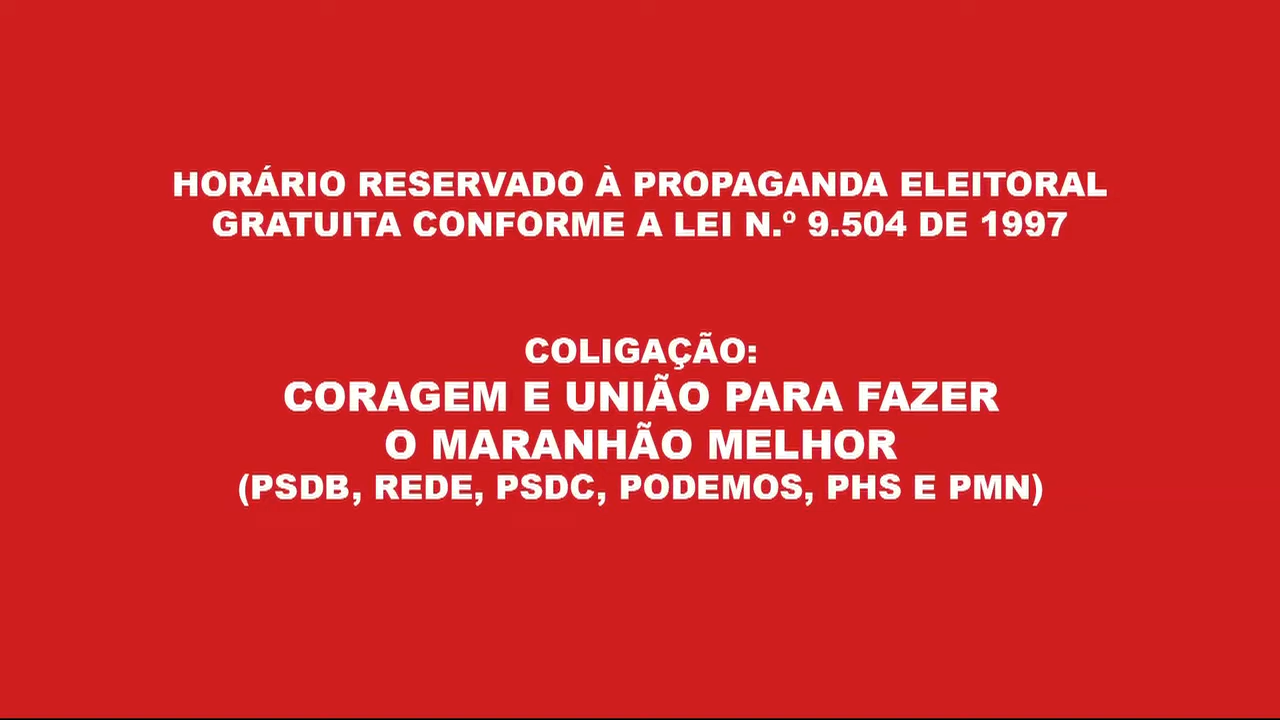 HORÁRIO RESERVADO À PROPAGANDA ELEITORAL
GRATUITA CONFORME A LEI N.º 9.504 DE 1997
COLIGAÇÃO:
CORAGEM E UNIÃO PARA FAZER
O MARANHÃO MELHOR
(PSDB, REDE, PSDC, PODEMOS, PHS E PMN)